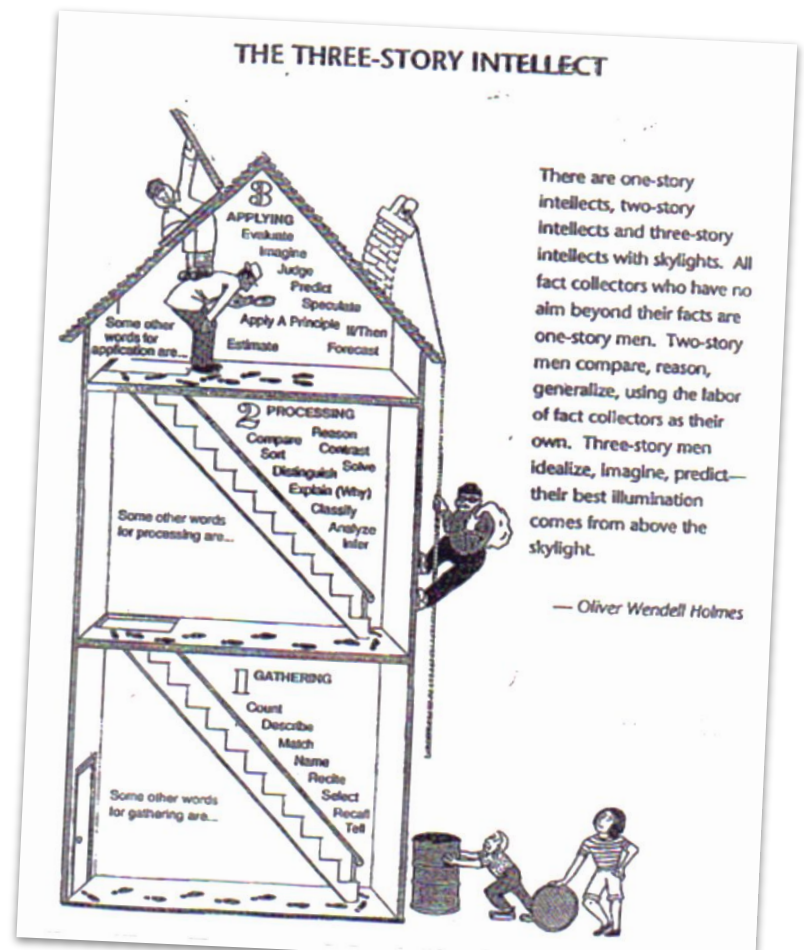 THE THREE-STORY INTELLECT
3
APPLYING
Evaluate
Imagine
Judge
Predict
Speculate
Apply A Principle If/Then
Estimate Forecast
Some other
words for
application are...
2 PROCESSING
Reason
Compare Contrast
Sort Solve
Distinguish
Explain (Why)
Classify
Analyze
Infer
Some other words
for processing are...
1 GATHERING
Count
Describe
Match
Name
Recite
Select
Recall
Tell
Some other words
for gathering are...
There are one-story
intellects, two-story
intellects and three-story
intellects with skylights. All
fact collectors who have no
aim beyond their facts are
one-story men. Two-story
men compare, reason,
generalize, using the labor
of fact collectors as their
own. Three-story men
idealize, imagine, predict—
their best illumination
comes from above the
skylight.
— Oliver Wendell Holmes